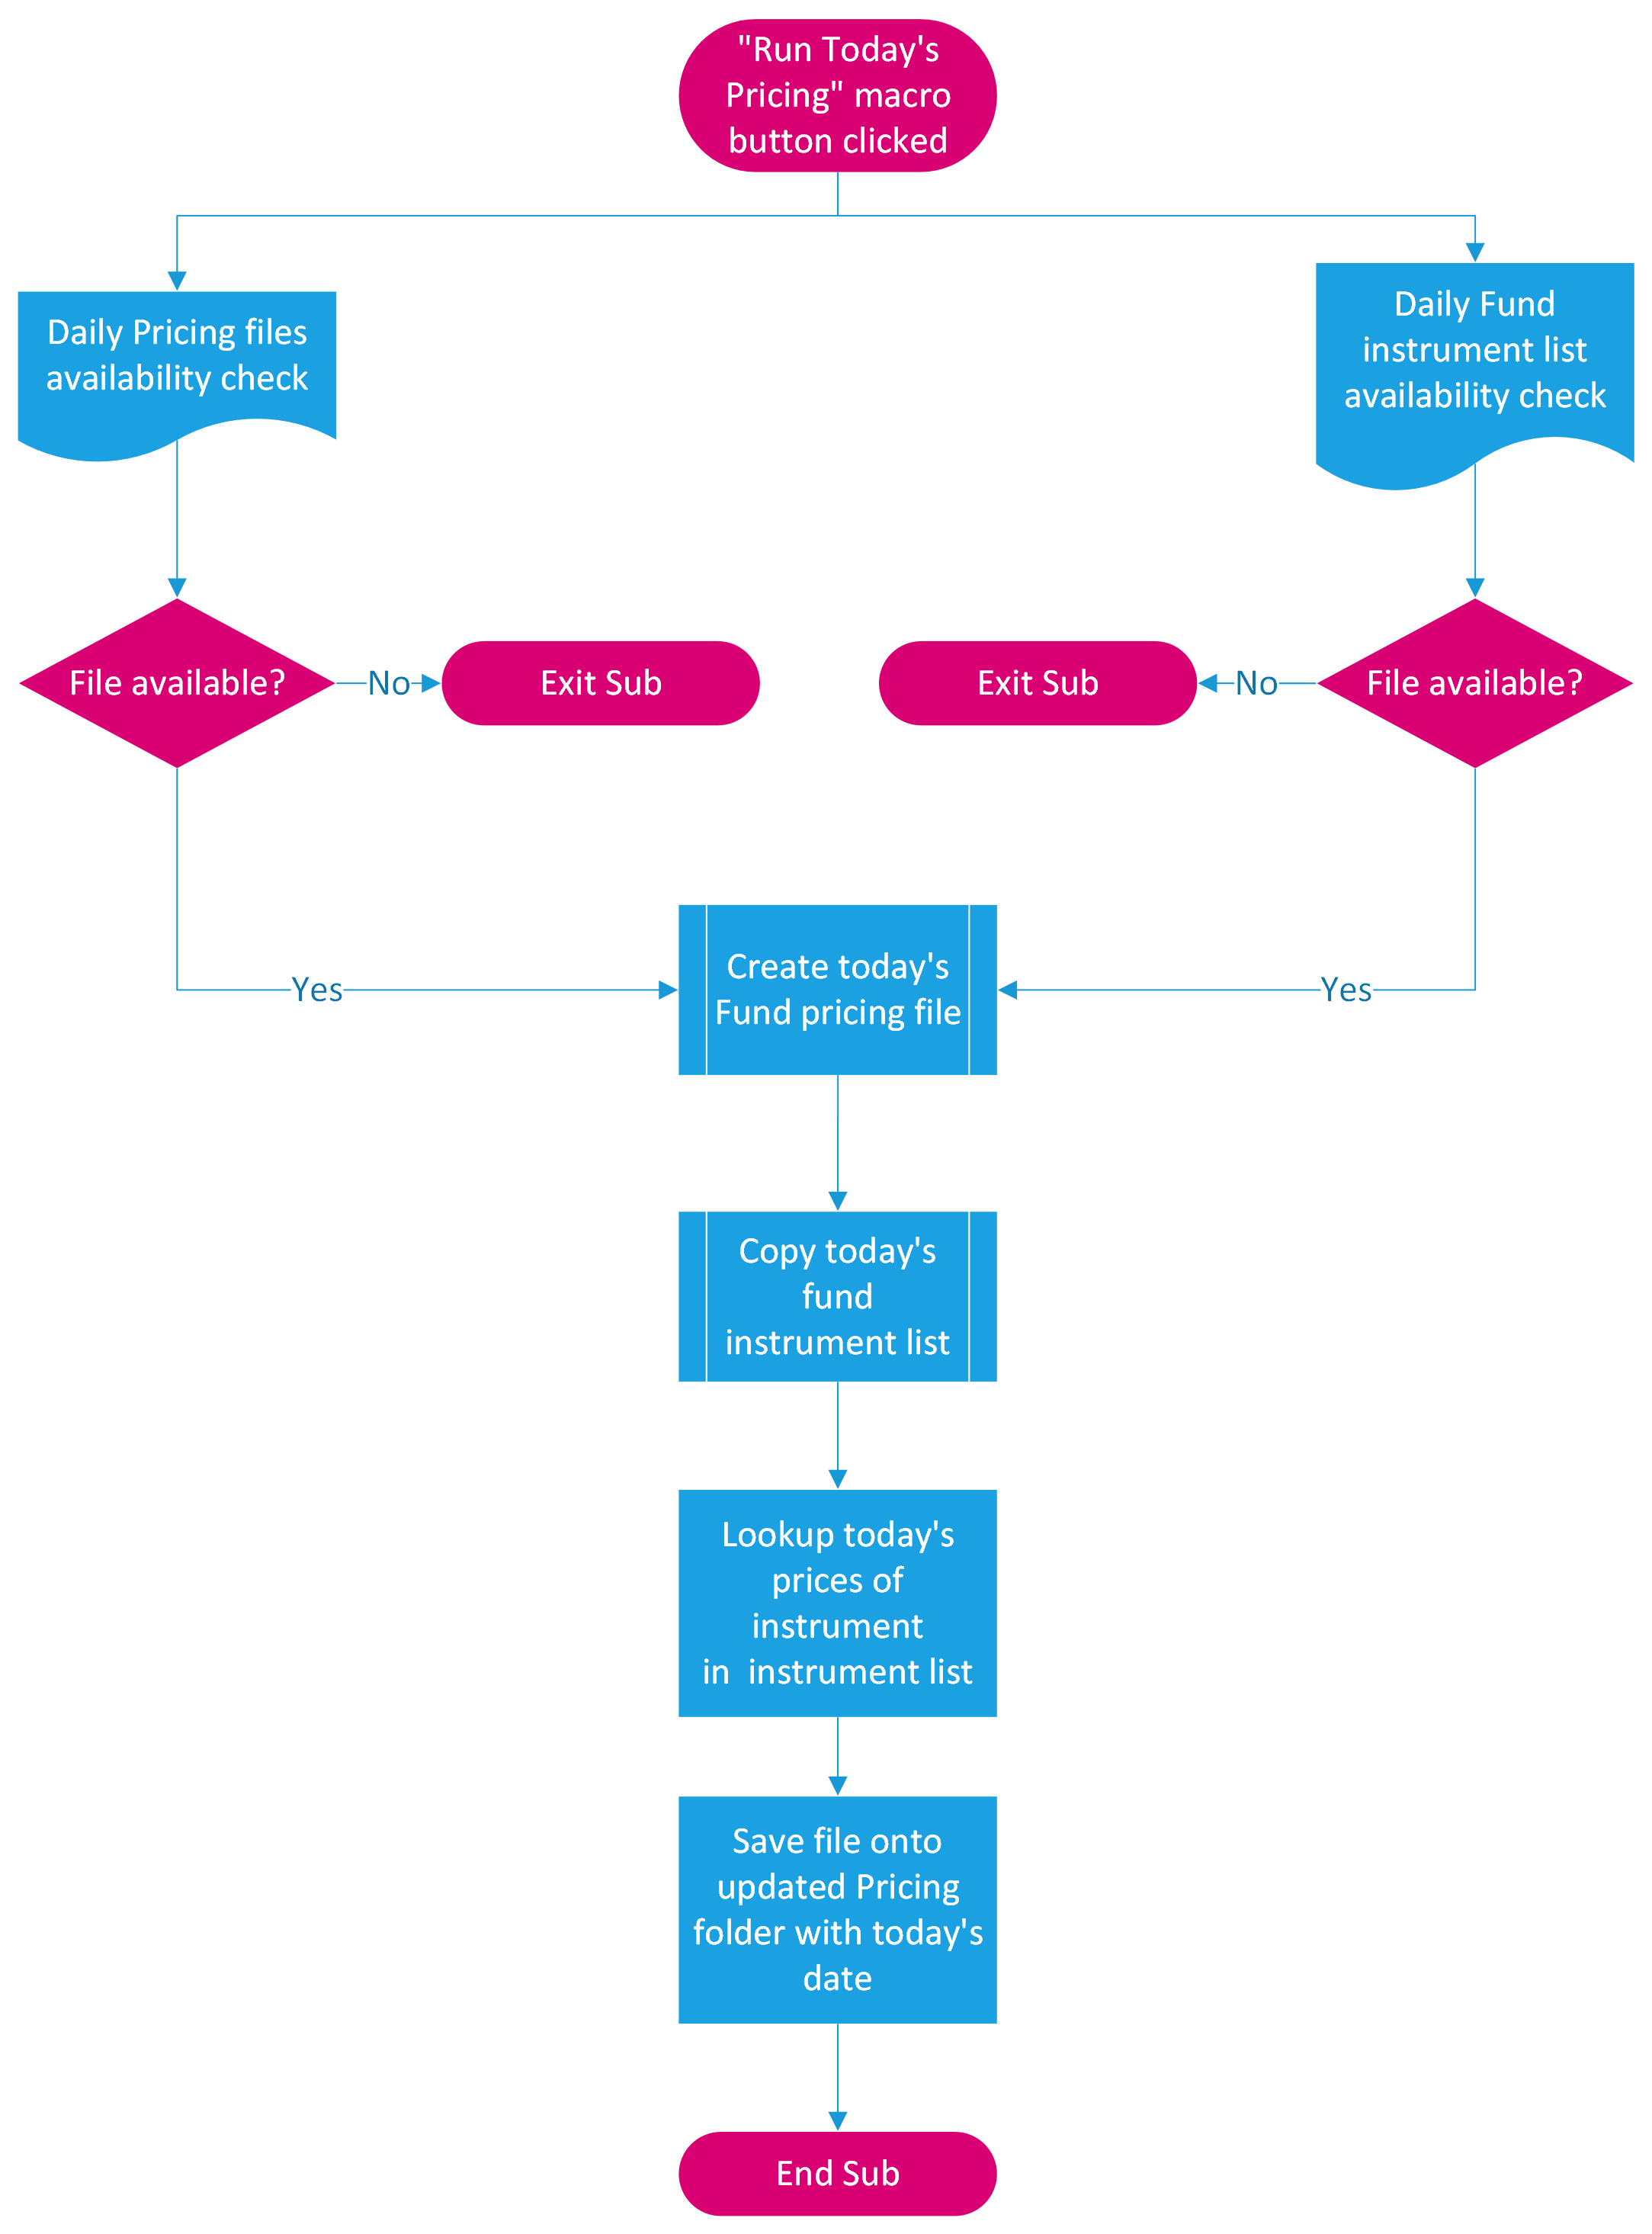 "Run Today's
Pricing" macro
button clicked
Daily Pricing files
availability check
Daily Fund
instrument list
availability check
File available?
No
Exit Sub
Exit Sub
No
File available?
Yes
Create today's
Fund pricing file
Yes
Copy today's
fund
instrument list
Lookup today's
prices of
instrument
in  instrument list
Save file onto
updated Pricing
folder with today's
date
End Sub